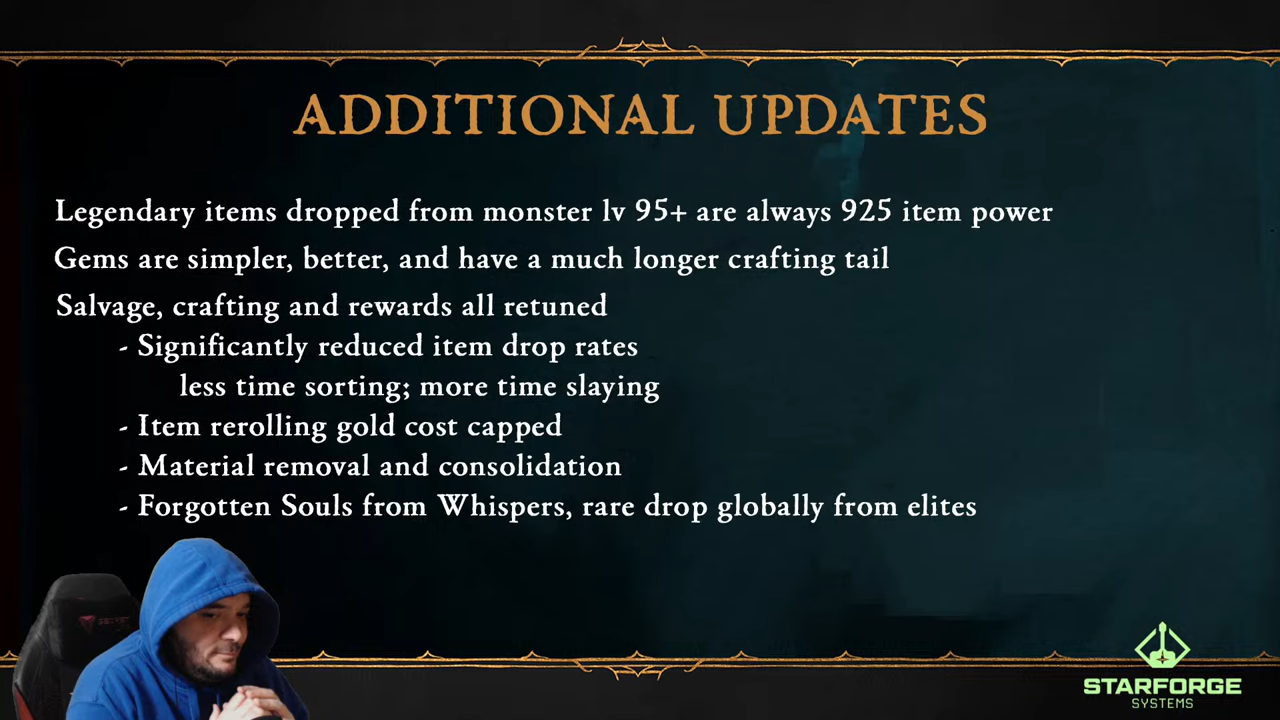 ADDITIONAL UPDATES
Legendary items dropped from monster lv 95+ are always 925 item power
Gems are simpler, better, and have a much longer crafting tail
Salvage, crafting and rewards all retuned
- Significantly reduced item drop rates
less time sorting; more time slaying
- Item rerolling gold cost capped
- Material removal and consolidation
- Forgotten Souls from Whispers, rare drop globally from elites
STARFORGE
SYSTEMS